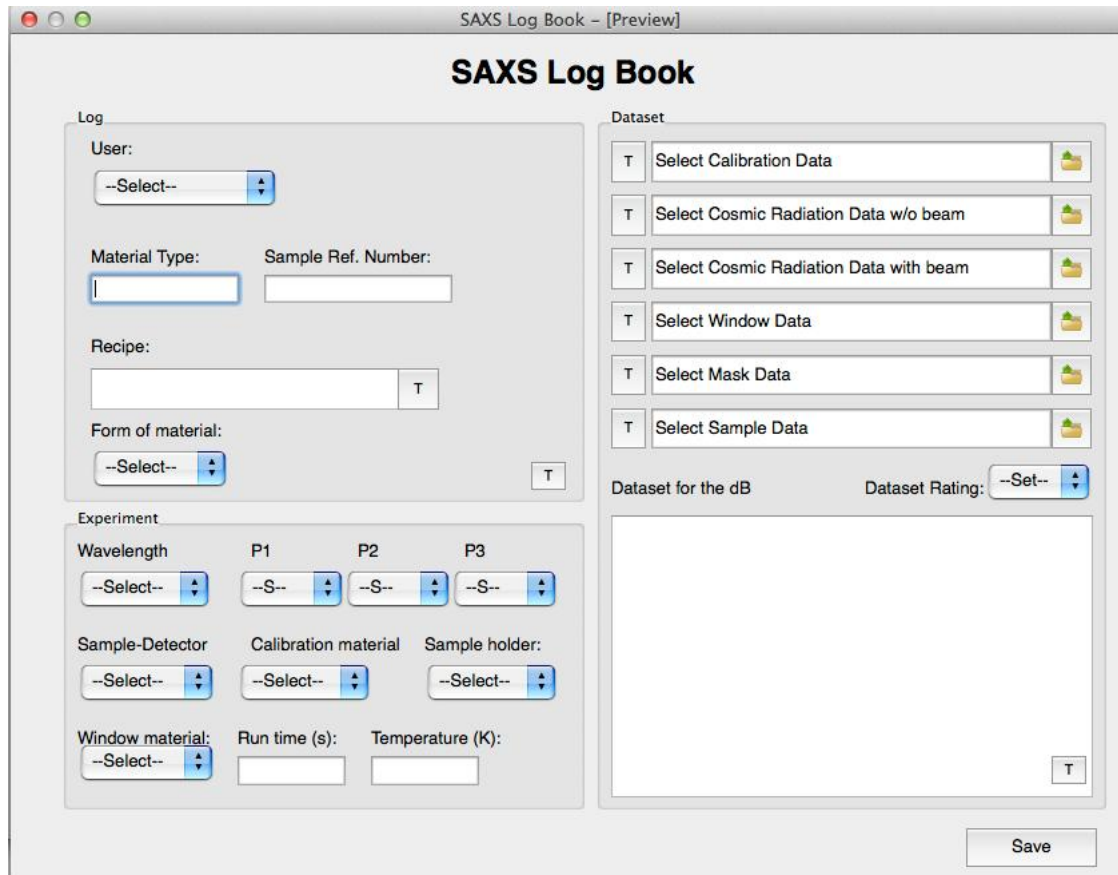 SAXS Log Book – [Preview]
SAXS Log Book
Log
User:
--Select--
Material Type:
Sample Ref. Number:
Recipe:
T
Form of material:
--Select--
T
Experiment
Wavelength
P1
P2
P3
--Select--
--S--
--S--
--S--
Sample-Detector
Calibration material
Sample holder:
--Select--
--Select--
--Select--
Window material:
Run time (s):
Temperature (K):
--Select--
Dataset
T
Select Calibration Data
T
Select Cosmic Radiation Data w/o beam
T
Select Cosmic Radiation Data with beam
T
Select Window Data
T
Select Mask Data
T
Select Sample Data
Dataset for the dB
Dataset Rating:
--Set--
T
Save